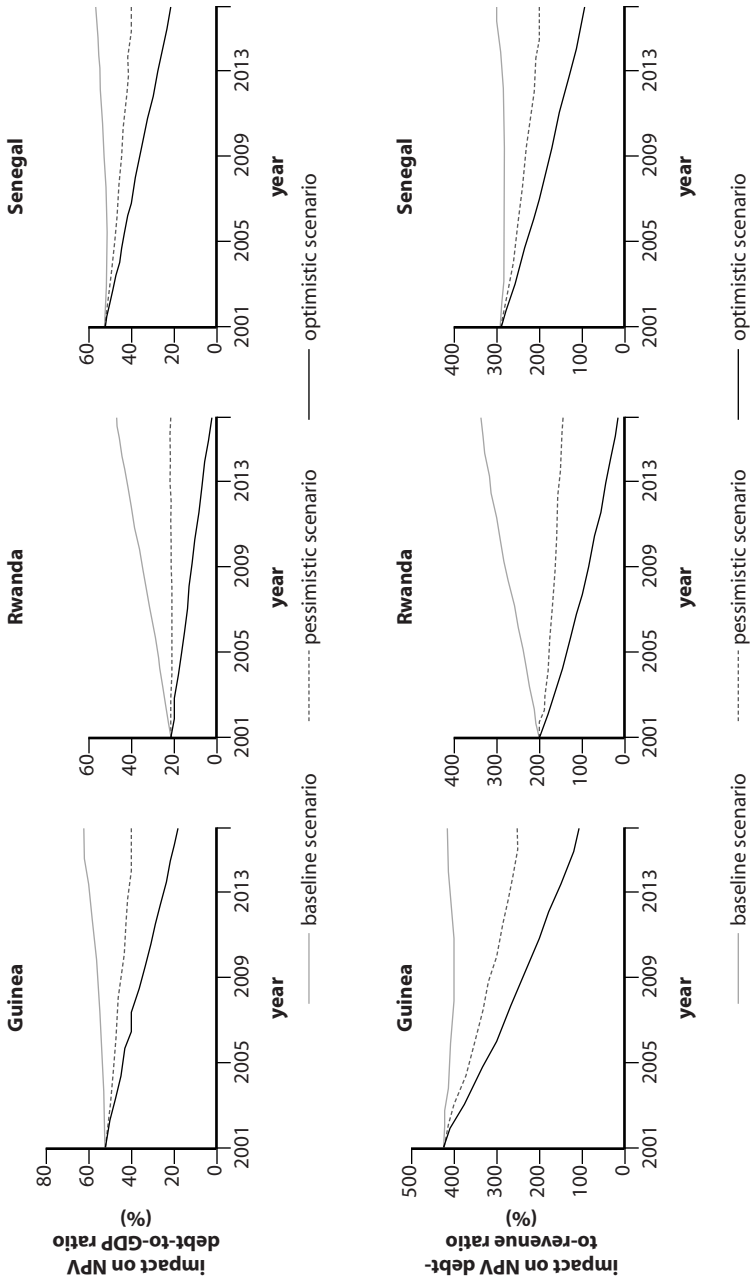 Guinea
Rwanda
Senegal
impact on NPV
debt-to-GDP ratio
(%)
80
60
40
20
0
2001
2005
2009
2013
year
60
40
20
0
2001
2005
2009
2013
year
60
40
20
0
2001
2005
2009
2013
year
baseline scenario
pessimistic scenario
optimistic scenario
Guinea
Rwanda
Senegal
impact on NPV debt-
to-revenue ratio
(%)
500
400
300
200
100
0
2001
2005
2009
2013
year
400
300
200
100
0
2001
2005
2009
2013
year
400
300
200
100
0
2001
2005
2009
2013
year
baseline scenario
pessimistic scenario
optimistic scenario